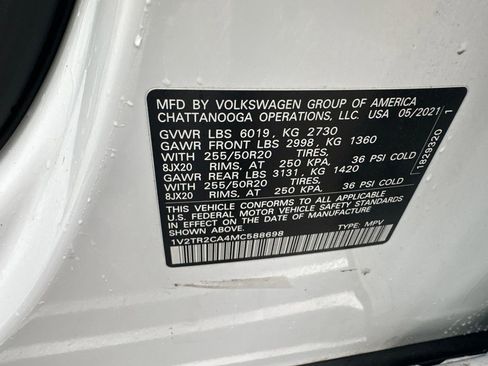 MFD BY VOLKSWAGEN GROUP OF AMERICA
CHATTANOOGA OPERATIONS, LLC. USA 05/2021
GVWR LBS 6019, KG 2730
GAWR FRONT LBS 2998, KG 1360
WITH 255/50R20 TIRES,
8JX20 RIMS, AT 250 KPA, 36 PSI COLD
GAWR REAR LBS 3131, KG 1420
WITH 255/50R20 TIRES,
8JX20 RIMS, AT 250 KPA, 36 PSI COLD
THIS VEHICLE CONFORMS TO ALL APPLICABLE
U.S. FEDERAL MOTOR VEHICLE SAFETY STANDARDS
IN EFFECT ON THE DATE OF MANUFACTURE
SHOWN ABOVE.
1V2TR2CA4MC588698 TYPE: MPV
1829320 1